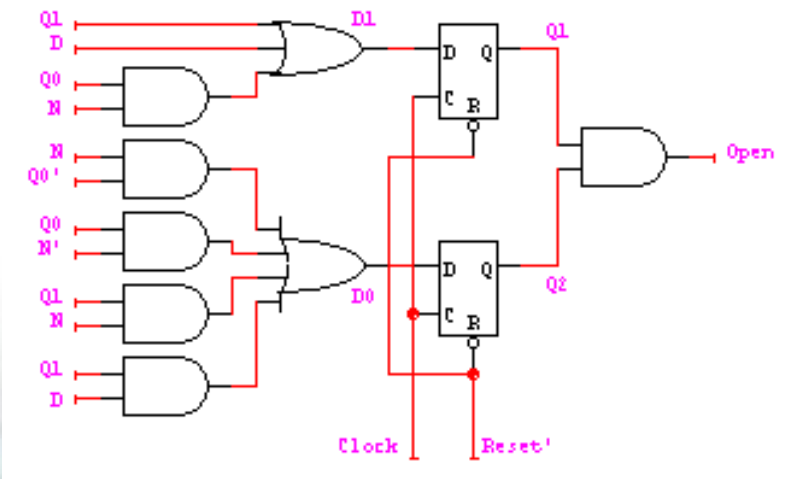 Q1
D1
D
Q0
N
N
Q0'
Q0
N'
Q1
N
D0
Q1
D
D Q
C
R
Q1
Open
D Q
C
R
Q2
Clock
Reset'